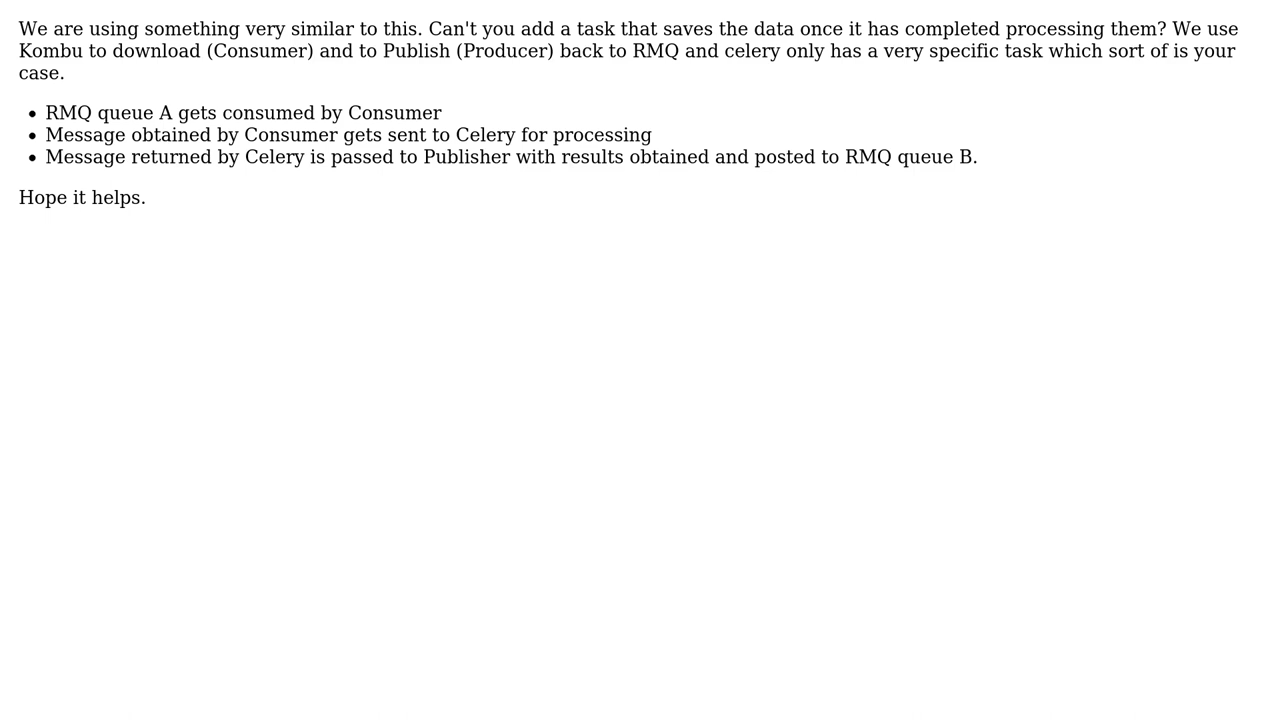 We are using something very similar to this. Can't you add a task that saves the data once it has completed processing them? We use
Kombu to download (Consumer) and to Publish (Producer) back to RMQ and celery only has a very specific task which sort of is your
case.
• RMQ queue A gets consumed by Consumer
• Message obtained by Consumer gets sent to Celery for processing
• Message returned by Celery is passed to Publisher with results obtained and posted to RMQ queue B.
Hope it helps.